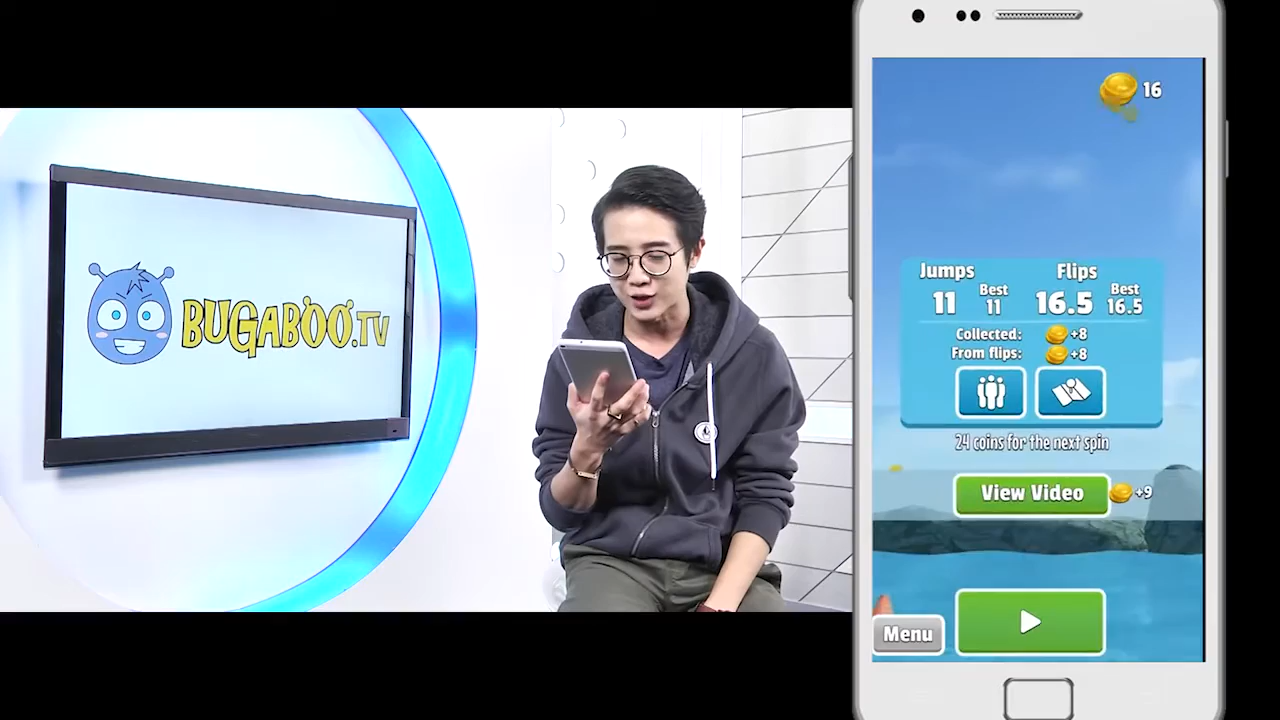 BUGABOO.TV
16
Jumps
Flips
11
Best
11
16.5
Best
16.5
Collected: +8
From flips: +8
24 coins for the next spin
View Video +9
Menu